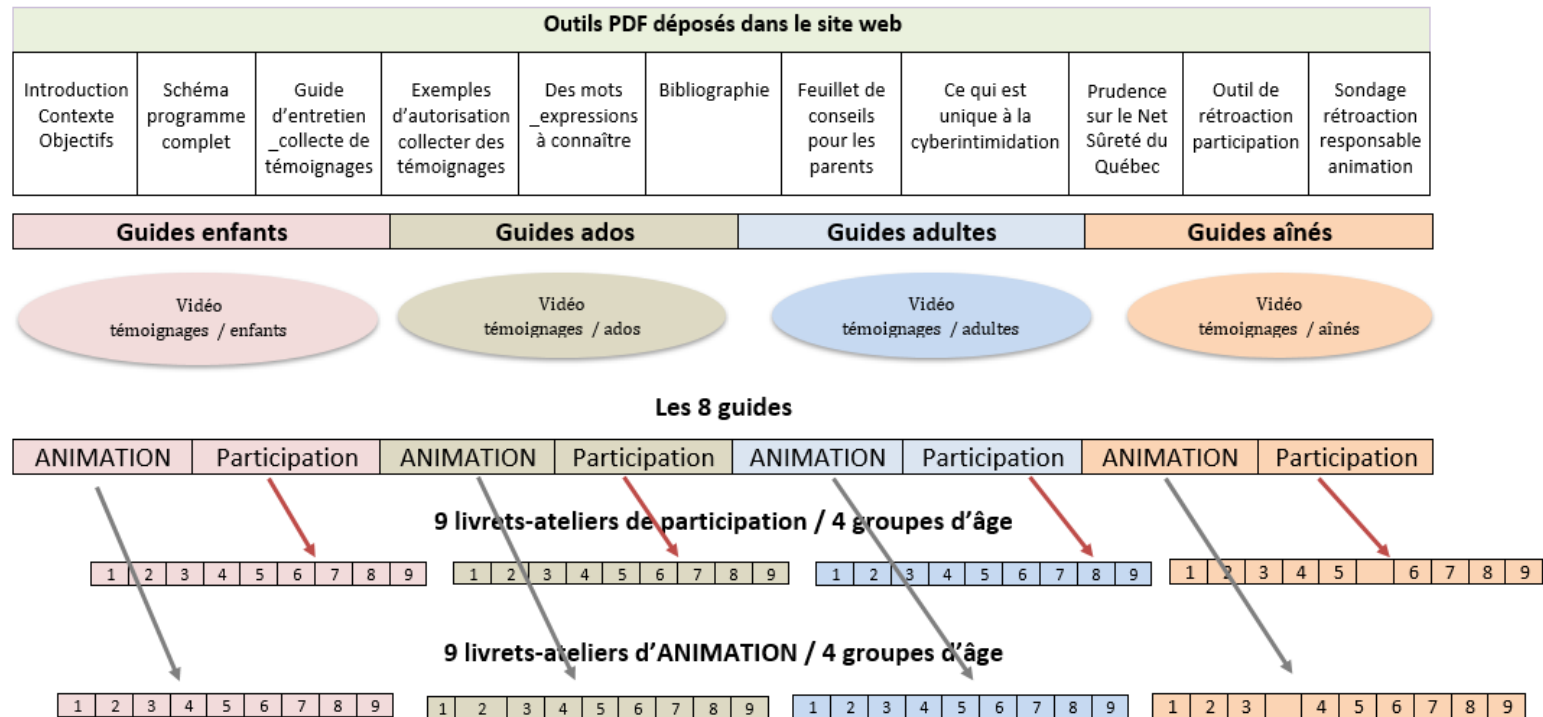 Outils PDF déposés dans le site web
Introduction
Contexte
Objectifs
Schéma
programme
complet
Guide
d'entretien
_collecte de
témoignages
Exemples
d'autorisation
collecter des
témoignages
Des mots
_expressions
à connaître
Bibliographie
Feuillet de
conseils
pour les
parents
Ce qui est
unique à la
cyberintimidation
Prudence
sur le Net
Sûreté du
Québec
Outil de
rétroaction
participation
Sondage
rétroaction
responsable
animation
Guides enfants
Guides ados
Guides adultes
Guides aînés
Vidéo
témoignages / enfants
Vidéo
témoignages / ados
Vidéo
témoignages / adultes
Vidéo
témoignages / aînés
Les 8 guides
ANIMATION Participation ANIMATION Participation ANIMATION Participation ANIMATION Participation
9 livrets-ateliers de participation / 4 groupes d'âge
1 2 3 4 5 6 7 8 9
1 2 3 4 5 6 7 8 9
1 2 3 4 5 6 7 8 9
1 2 3 4 5 6 7 8 9
9 livrets-ateliers d'ANIMATION / 4 groupes d'âge
1 2 3 4 5 6 7 8 9
1 2 3 4 5 6 7 8 9
1 2 3 4 5 6 7 8 9
1 2 3 4 5 6 7 8 9